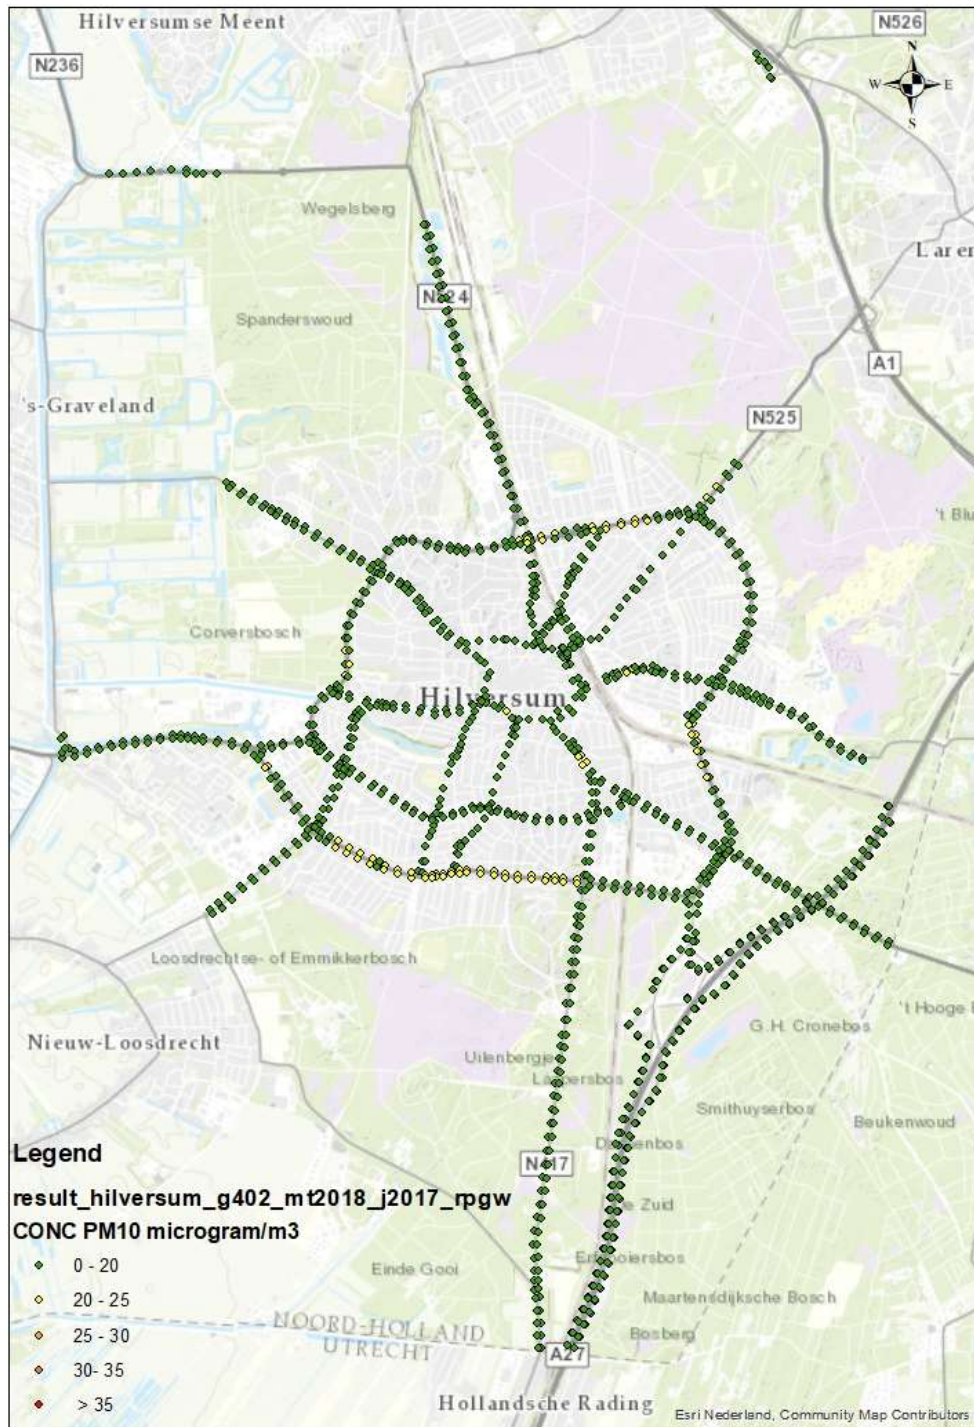 Hilversumse Meent
N526
N236
N
W E
S
Wegelsberg
Laren
Spanderswoud
A1
's-Graveland
N525
't Blu
Corversbosch
Hilversum
Loosdrechtse- of Emmikkerbosch
't Hooge
Nieuw-Loosdrecht
G.H. Cronebos
Smithuyserbos
Beukenwoud
Legend
result_hilversum_g402_mt2018_j2017_rpgw
CONC PM10 microgram/m3
0 - 20
20 - 25
25 - 30
30- 35
> 35
N417
Einde Gooi
Maartensdijksche Bosch
NOORD-HOLLAND
UTRECHT
Bosberg
A27
Hollandsche Rading
Esri Nederland, Community Map Contributors